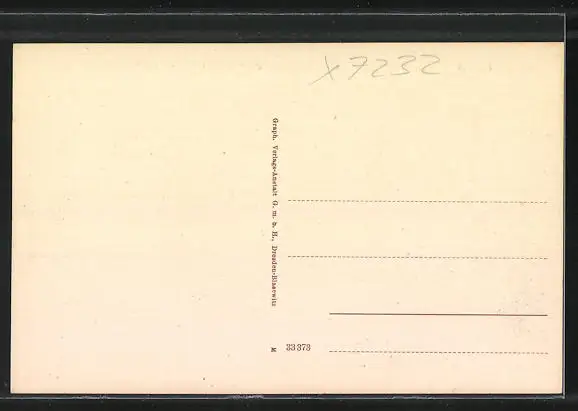 x7232
Graph. Verlags-Anstalt G. m. b. H., Dresden-Blasewitz
M 33373